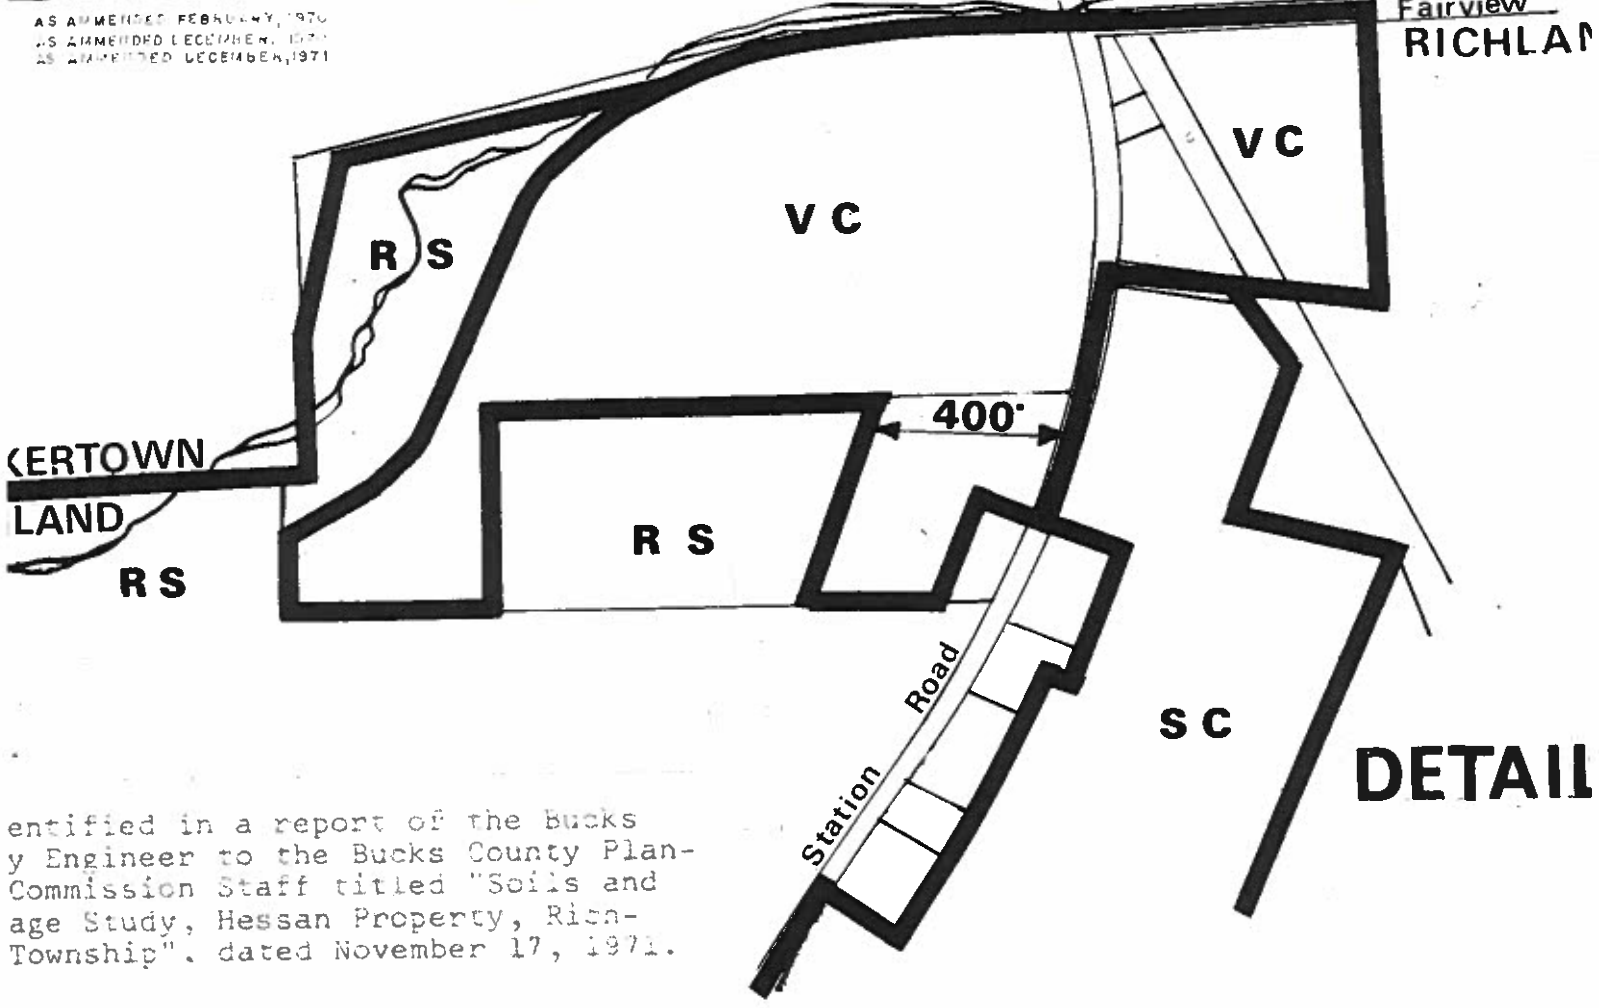 AS AMMENDED FEBRUARY, 1970
AS AMMENDED DECEMBER, 
AS AMMENDED DECEMBER, 1971
Fairview
RICHLAN
VC
VC
RS
400'
KERTOWN
LAND
RS
RS
Road
Station
SC
DETAIL
entified in a report of the Bucks
y Engineer to the Bucks County Plan-
Commission Staff titled "Soils and
age Study, Hessan Property, Rich-
Township", dated November 17, 1971.